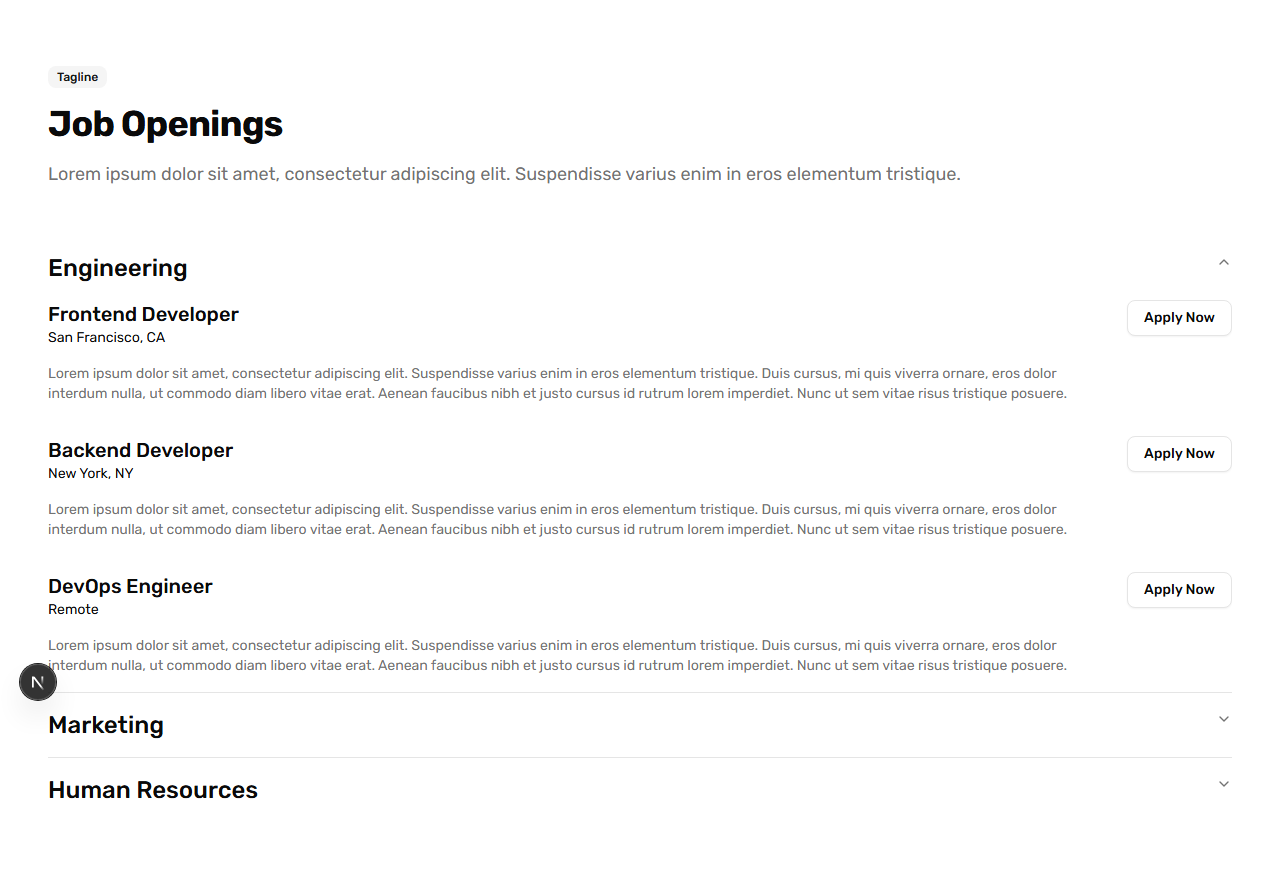 Tagline
Job Openings
Lorem ipsum dolor sit amet, consectetur adipiscing elit. Suspendisse varius enim in eros elementum tristique.
Engineering
Frontend Developer
Apply Now
San Francisco, CA
Lorem ipsum dolor sit amet, consectetur adipiscing elit. Suspendisse varius enim in eros elementum tristique. Duis cursus, mi quis viverra ornare, eros dolor
interdum nulla, ut commodo diam libero vitae erat. Aenean faucibus nibh et justo cursus id rutrum lorem imperdiet. Nunc ut sem vitae risus tristique posuere.
Backend Developer
Apply Now
New York, NY
Lorem ipsum dolor sit amet, consectetur adipiscing elit. Suspendisse varius enim in eros elementum tristique. Duis cursus, mi quis viverra ornare, eros dolor
interdum nulla, ut commodo diam libero vitae erat. Aenean faucibus nibh et justo cursus id rutrum lorem imperdiet. Nunc ut sem vitae risus tristique posuere.
DevOps Engineer
Apply Now
Remote
Lorem ipsum dolor sit amet, consectetur adipiscing elit. Suspendisse varius enim in eros elementum tristique. Duis cursus, mi quis viverra ornare, eros dolor
interdum nulla, ut commodo diam libero vitae erat. Aenean faucibus nibh et justo cursus id rutrum lorem imperdiet. Nunc ut sem vitae risus tristique posuere.
N
Marketing
Human Resources